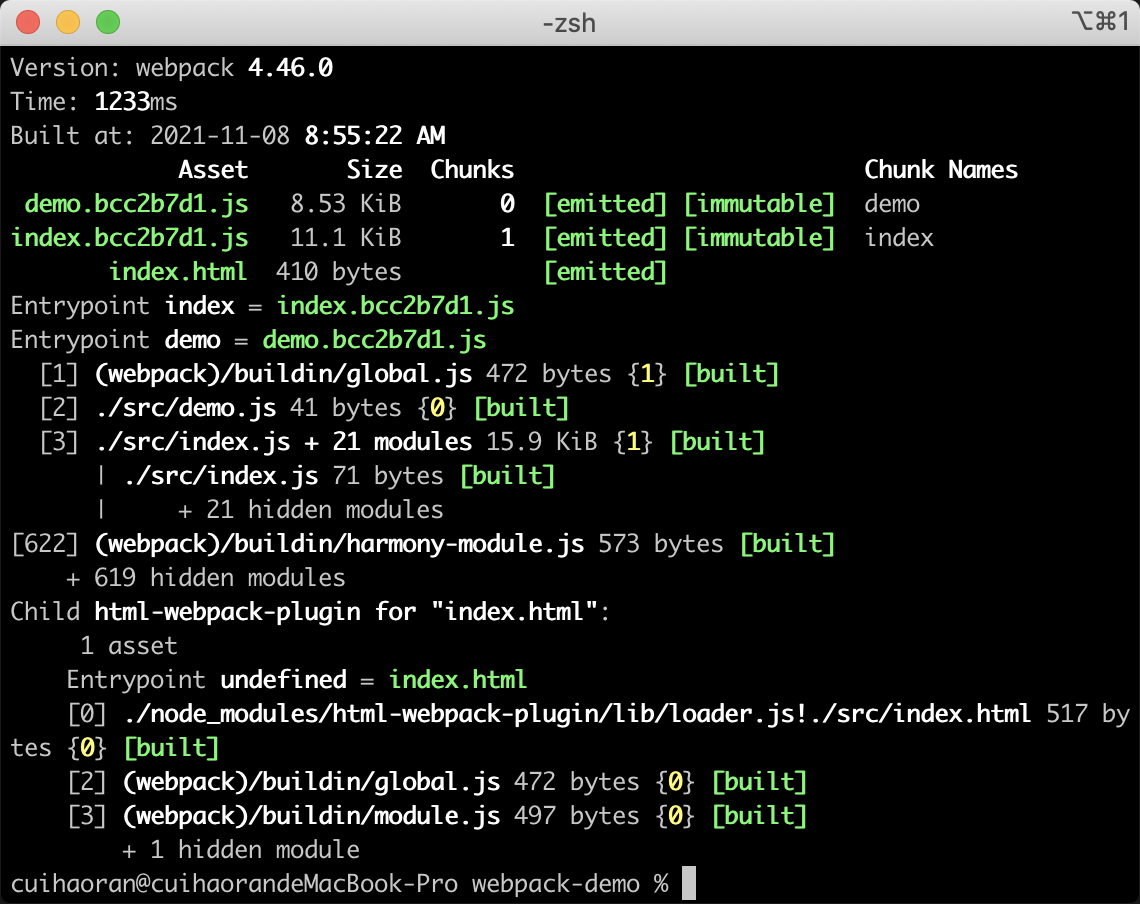 -zsh
⌥⌘1
Version: webpack 4.46.0
Time: 1233ms
Built at: 2021-11-08 8:55:22 AM
Asset Size Chunks Chunk Names
demo.bcc2b7d1.js 8.53 KiB 0 [emitted] [immutable] demo
index.bcc2b7d1.js 11.1 KiB 1 [emitted] [immutable] index
index.html 410 bytes [emitted]
Entrypoint index = index.bcc2b7d1.js
Entrypoint demo = demo.bcc2b7d1.js
[1] (webpack)/buildin/global.js 472 bytes {1} [built]
[2] ./src/demo.js 41 bytes {0} [built]
[3] ./src/index.js + 21 modules 15.9 KiB {1} [built]
| ./src/index.js 71 bytes [built]
| + 21 hidden modules
[622] (webpack)/buildin/harmony-module.js 573 bytes [built]
+ 619 hidden modules
Child html-webpack-plugin for "index.html":
1 asset
Entrypoint undefined = index.html
[0] ./node_modules/html-webpack-plugin/lib/loader.js!./src/index.html 517 by
tes {0} [built]
[2] (webpack)/buildin/global.js 472 bytes {0} [built]
[3] (webpack)/buildin/module.js 497 bytes {0} [built]
+ 1 hidden module
cuihaoran@cuihaorandeMacBook-Pro webpack-demo %